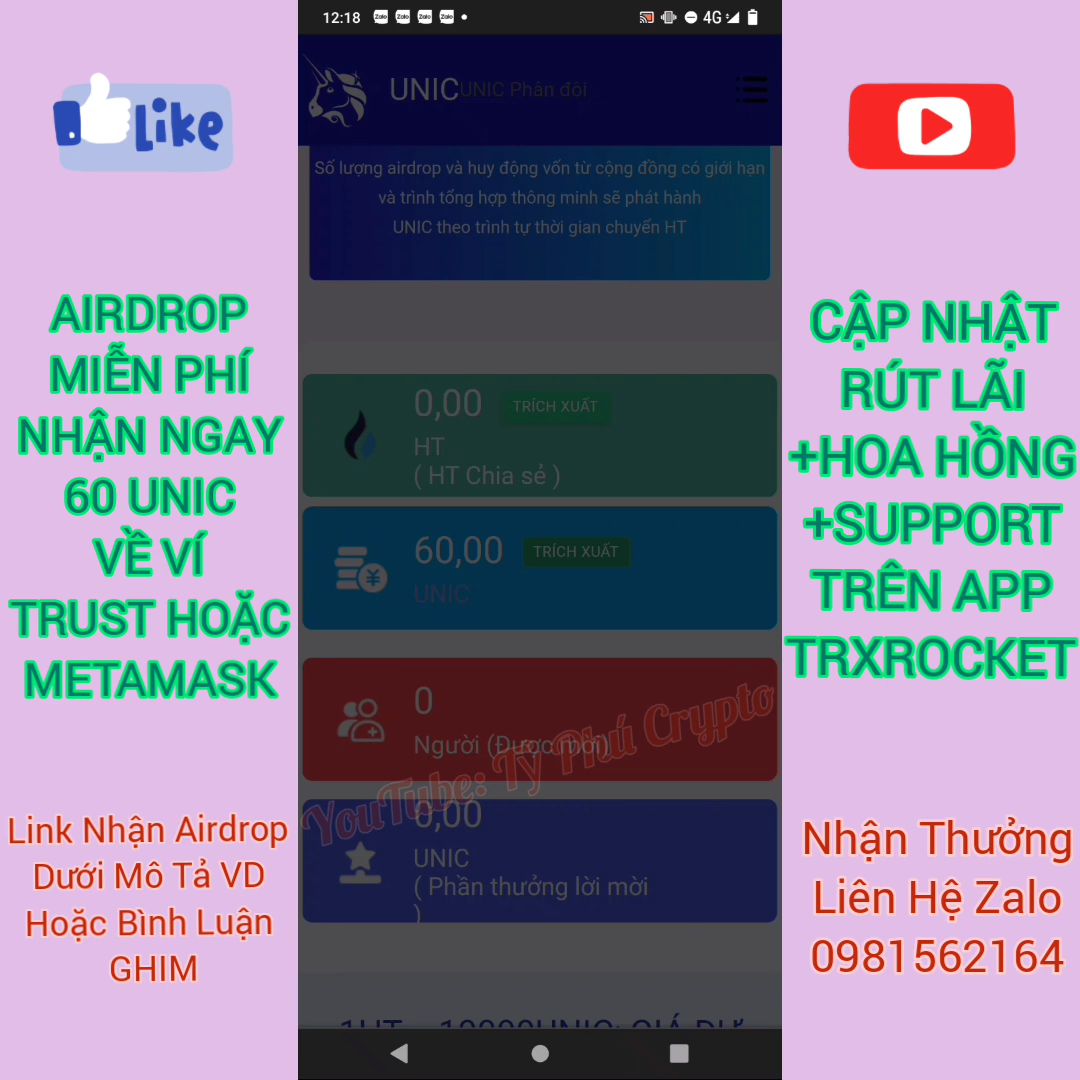 12:18 Zalo Zalo Zalo Zalo 4G
Like
AIRDROP
MIỄN PHÍ
NHẬN NGAY
60 UNIC
VỀ VÍ
TRUST HOẶC
METAMASK
Link Nhận Airdrop
Dưới Mô Tả VD
Hoặc Bình Luận
GHIM
UNIC UNIC Phân đôi
Số lượng airdrop và huy động vốn từ cộng đồng có giới hạn
và trình tổng hợp thông minh sẽ phát hành
UNIC theo trình tự thời gian chuyển HT
0,00 TRÍCH XUẤT
HT
( HT Chia sẻ )
60,00 TRÍCH XUẤT
UNIC
0
Người (Được mời)
YouTube: Tỷ Phú Crypto
0,00
UNIC
( Phần thưởng lời mời
)
CẬP NHẬT
RÚT LÃI
+HOA HỒNG
+SUPPORT
TRÊN APP
TRXROCKET
Nhận Thưởng
Liên Hệ Zalo
0981562164